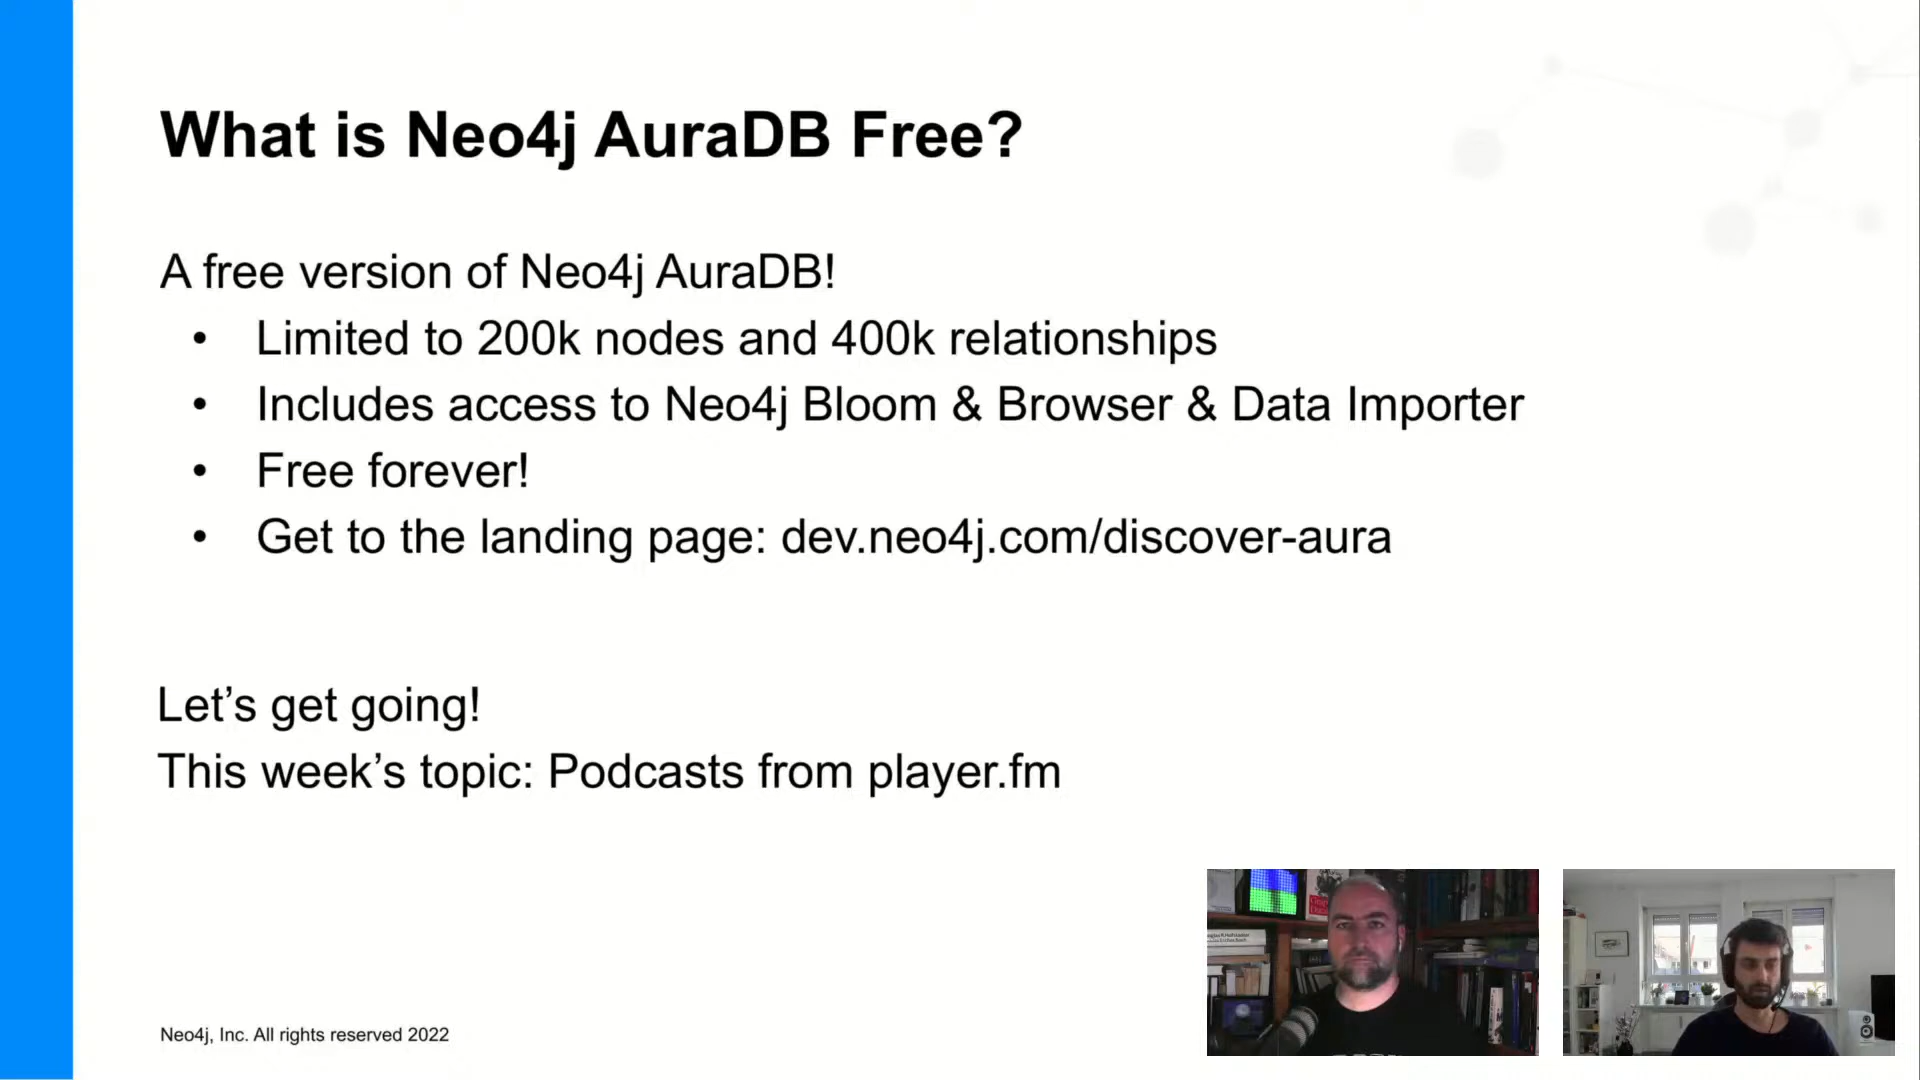 What is Neo4j AuraDB Free?
A free version of Neo4j AuraDB!
• Limited to 200k nodes and 400k relationships
• Includes access to Neo4j Bloom & Browser & Data Importer
• Free forever!
• Get to the landing page: dev.neo4j.com/discover-aura
Let’s get going!
This week’s topic: Podcasts from player.fm
Neo4j, Inc. All rights reserved 2022